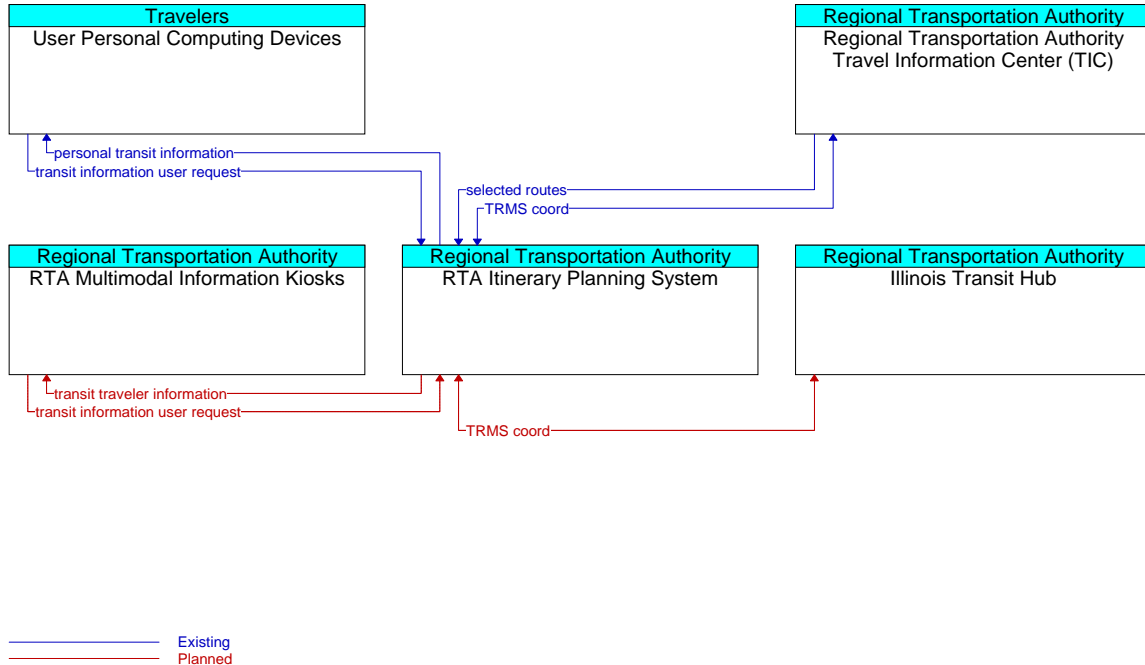 Travelers
User Personal Computing Devices
Regional Transportation Authority
Regional Transportation Authority
Travel Information Center (TIC)
personal transit information
transit information user request
selected routes
TRMS coord
Regional Transportation Authority
RTA Multimodal Information Kiosks
Regional Transportation Authority
RTA Itinerary Planning System
Regional Transportation Authority
Illinois Transit Hub
transit traveler information
transit information user request
TRMS coord
Existing
Planned